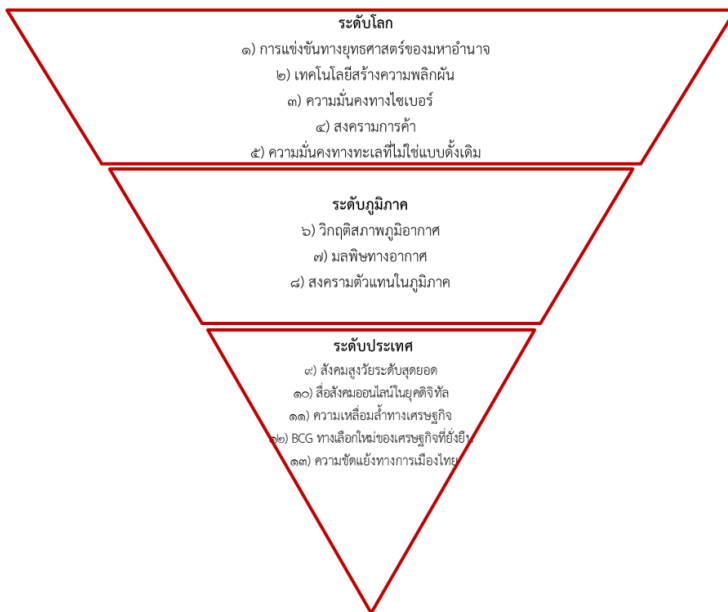 ระดับโลก
๑) การแข่งขันทางยุทธศาสตร์ของมหาอำนาจ
๒) เทคโนโลยีสร้างความพลิกผัน
๓) ความมั่นคงทางไซเบอร์
๔) สงครามการค้า
๕) ความมั่นคงทางทะเลที่ไม่ใช่แบบดั้งเดิม
ระดับภูมิภาค
๖) วิกฤติสภาพภูมิอากาศ
๗) มลพิษทางอากาศ
๘) สงครามตัวแทนในภูมิภาค
ระดับประเทศ
๙) สังคมสูงวัยระดับสุดยอด
๑๐) สื่อสังคมออนไลน์ในยุคดิจิทัล
๑๑) ความเหลื่อมล้ำทางเศรษฐกิจ
๑๒) BCG ทางเลือกใหม่ของเศรษฐกิจที่ยั่งยืน
๑๓) ความขัดแย้งทางการเมืองไทย